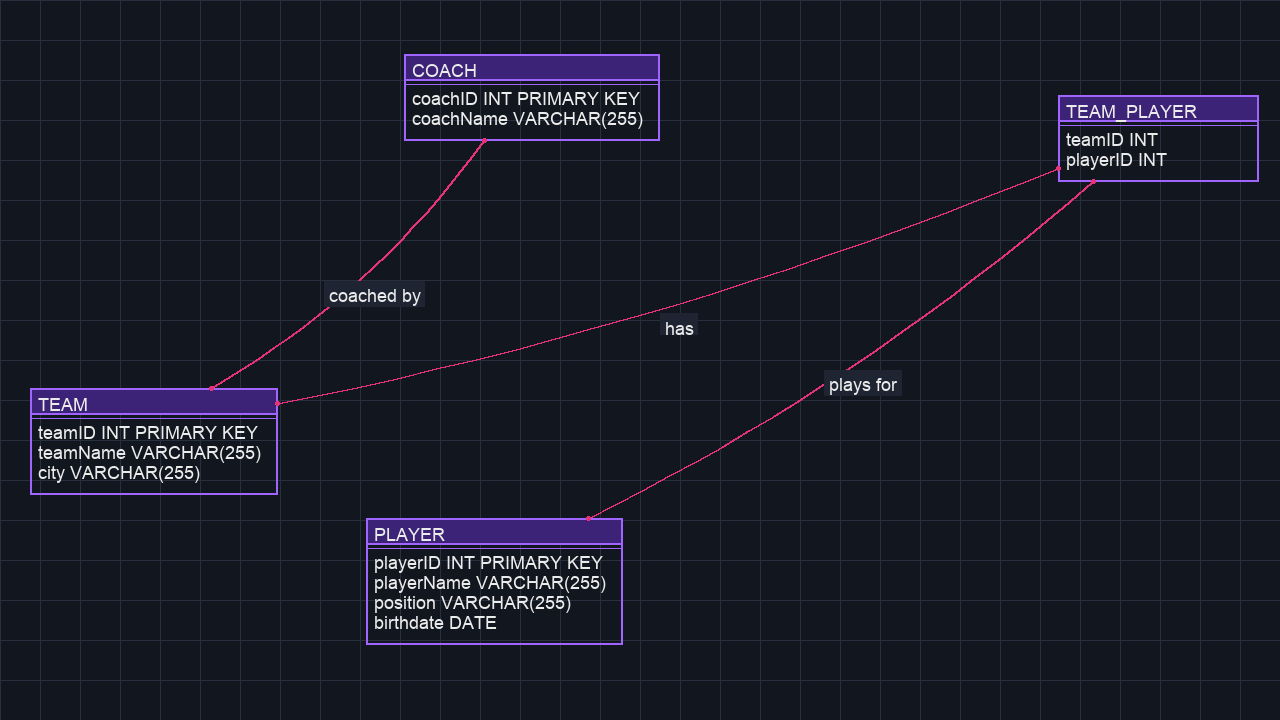 COACH
coachID INT PRIMARY KEY
coachName VARCHAR(255)
TEAM_PLAYER
teamID INT
playerID INT
coached by
has
plays for
TEAM
teamID INT PRIMARY KEY
teamName VARCHAR(255)
city VARCHAR(255)
PLAYER
playerID INT PRIMARY KEY
playerName VARCHAR(255)
position VARCHAR(255)
birthdate DATE